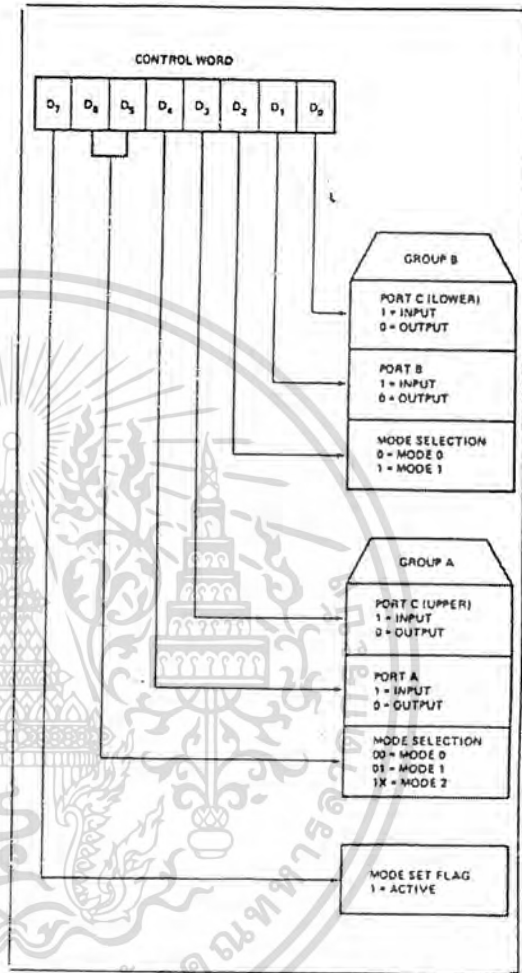 CONTROL WORD
D7 D6 D5 D4 D3 D2 D1 D0
GROUP B
PORT C (LOWER)
1 = INPUT
0 = OUTPUT
PORT B
1 = INPUT
0 = OUTPUT
MODE SELECTION
0 = MODE 0
1 = MODE 1
GROUP A
PORT C (UPPER)
1 = INPUT
0 = OUTPUT
PORT A
1 = INPUT
0 = OUTPUT
MODE SELECTION
00 = MODE 0
01 = MODE 1
1X = MODE 2
MODE SET FLAG
1 = ACTIVE